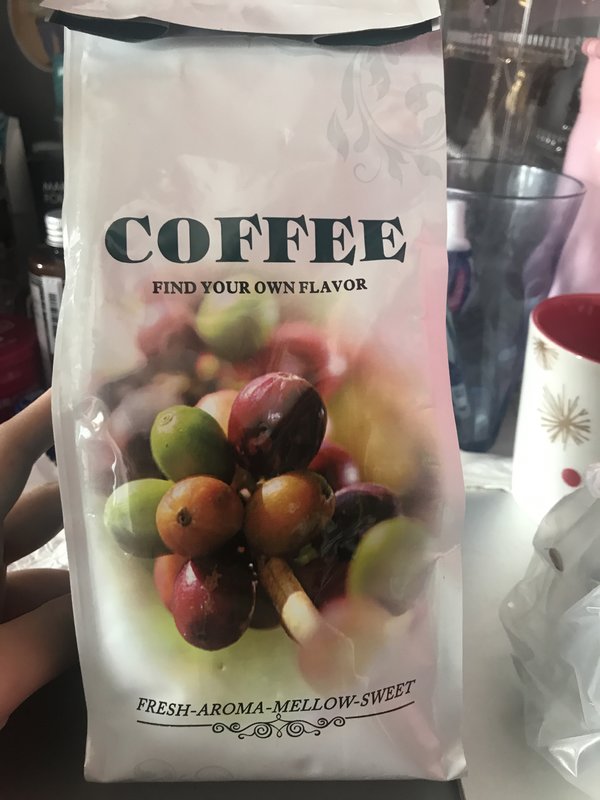 COFFEE
FIND YOUR OWN FLAVOR
FRESH-AROMA-MELLOW-SWEET